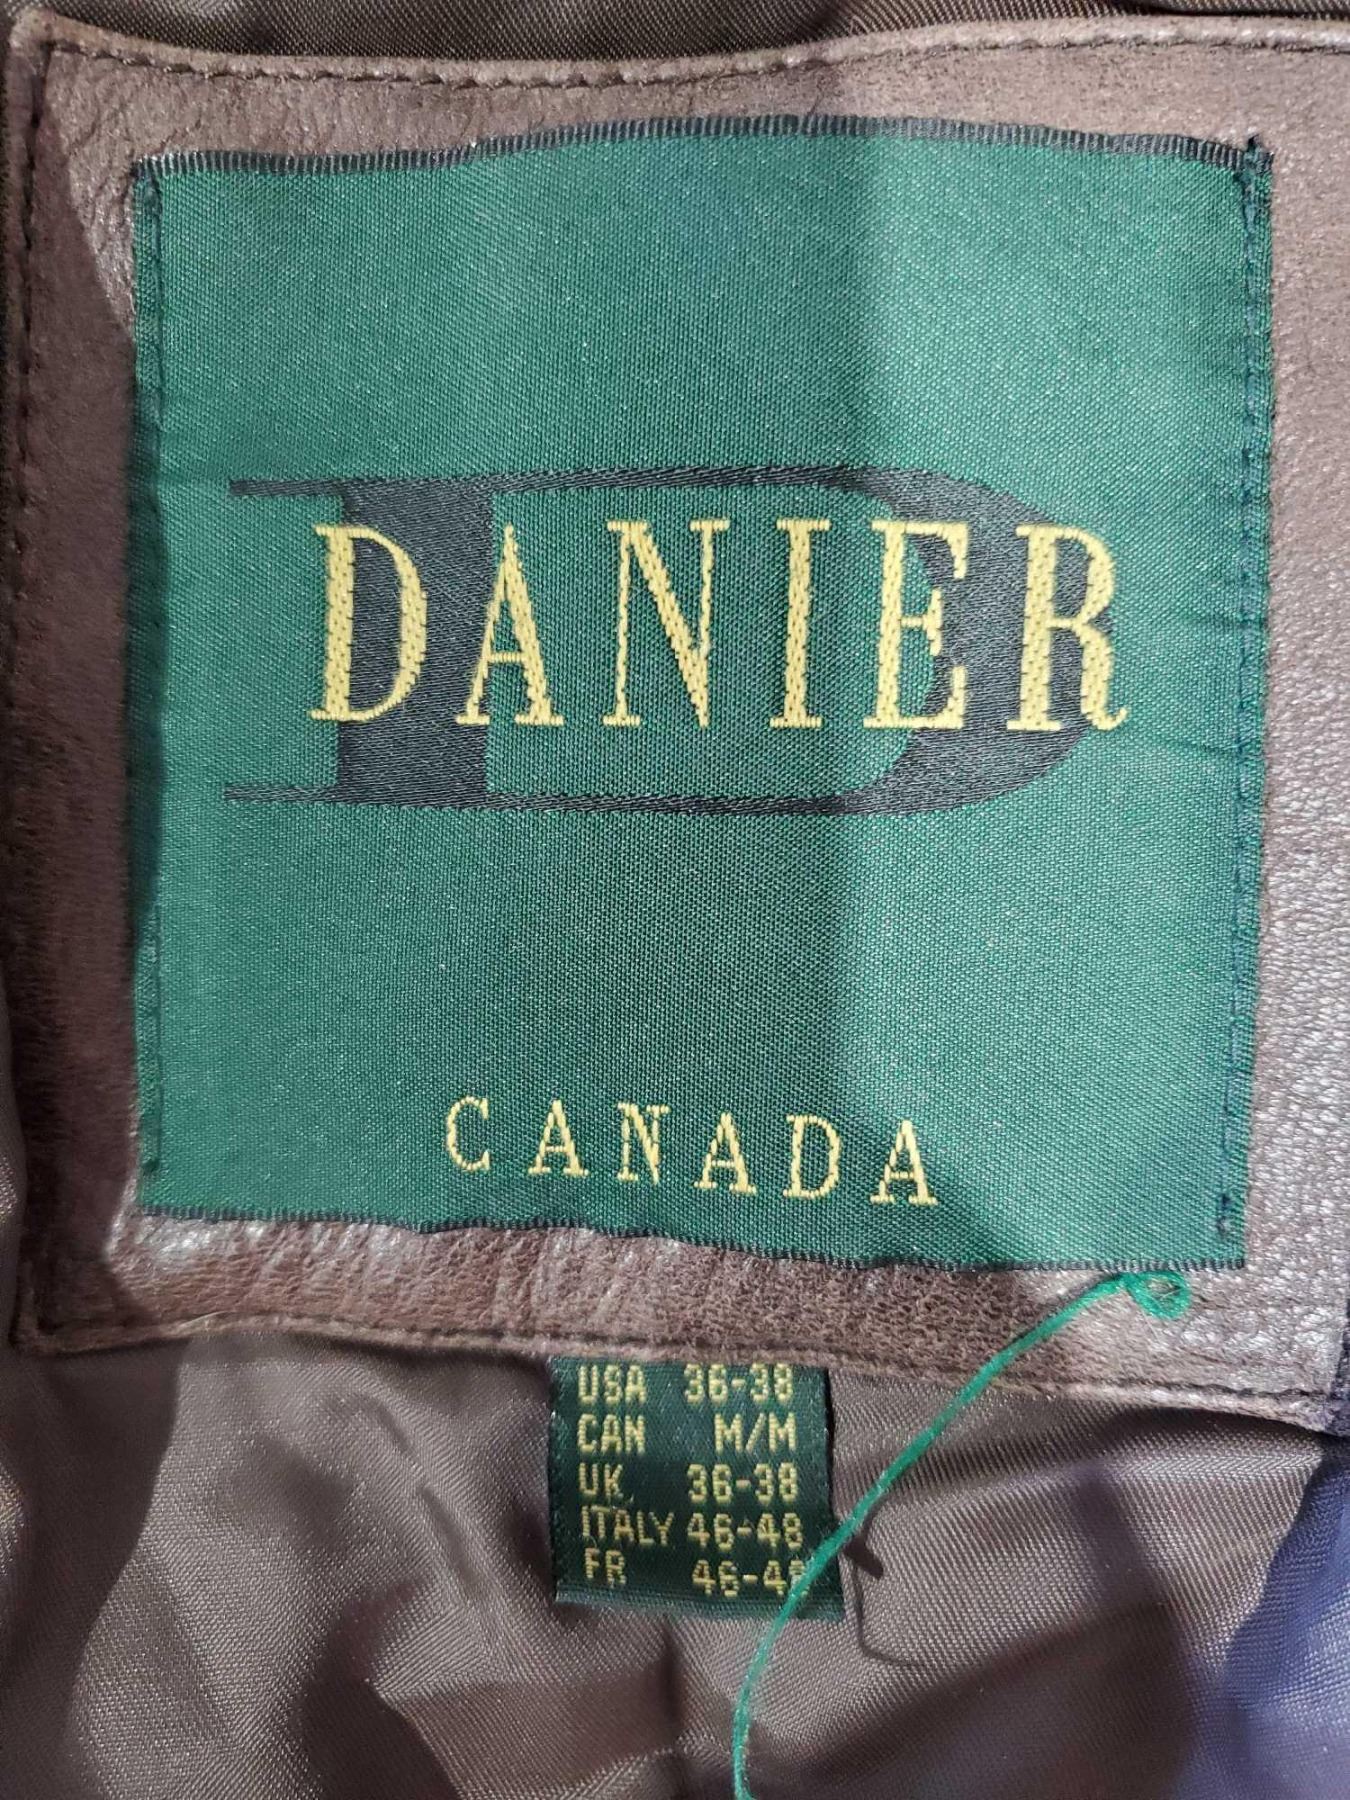 DANIER
CANADA
USA 36-38
CAN M/M
UK 36-38
ITALY 46-48
FR